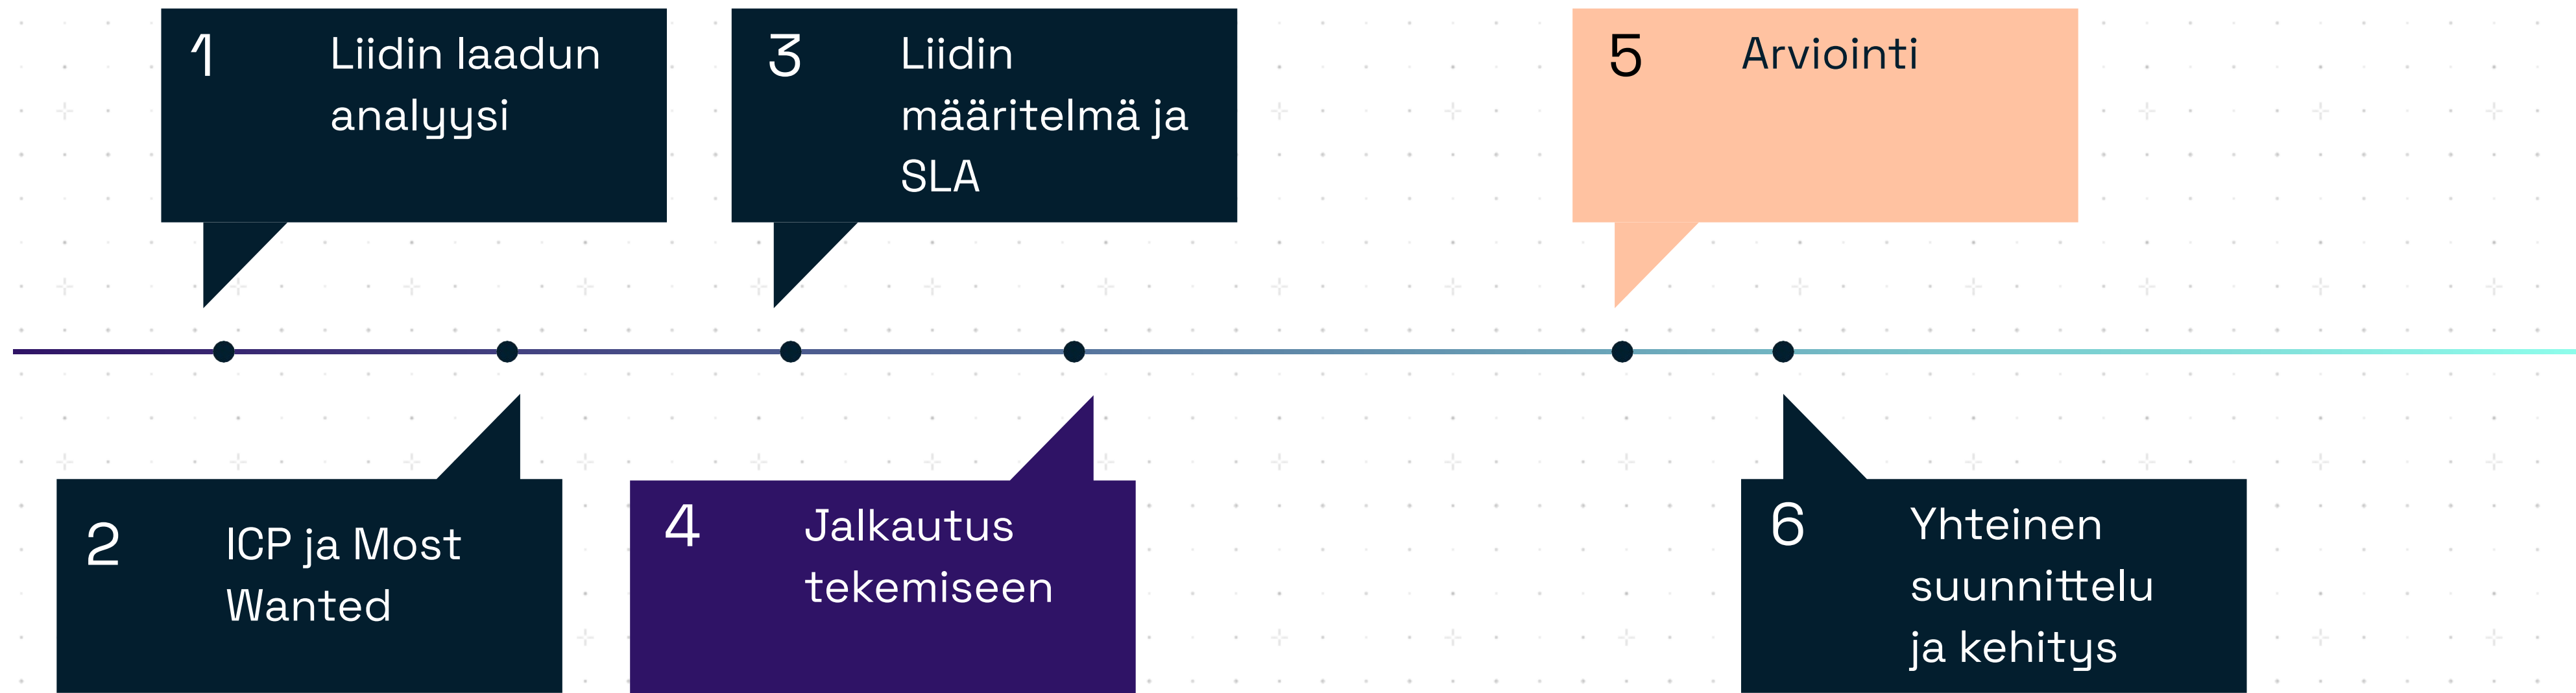 1
Liidin laadun
analyysi
2
ICP ja Most
Wanted
3
Liidin
määritelmä ja
SLA
4
Jalkautus
tekemiseen
5
Arviointi
6
Yhteinen
suunnittelu
ja kehitys